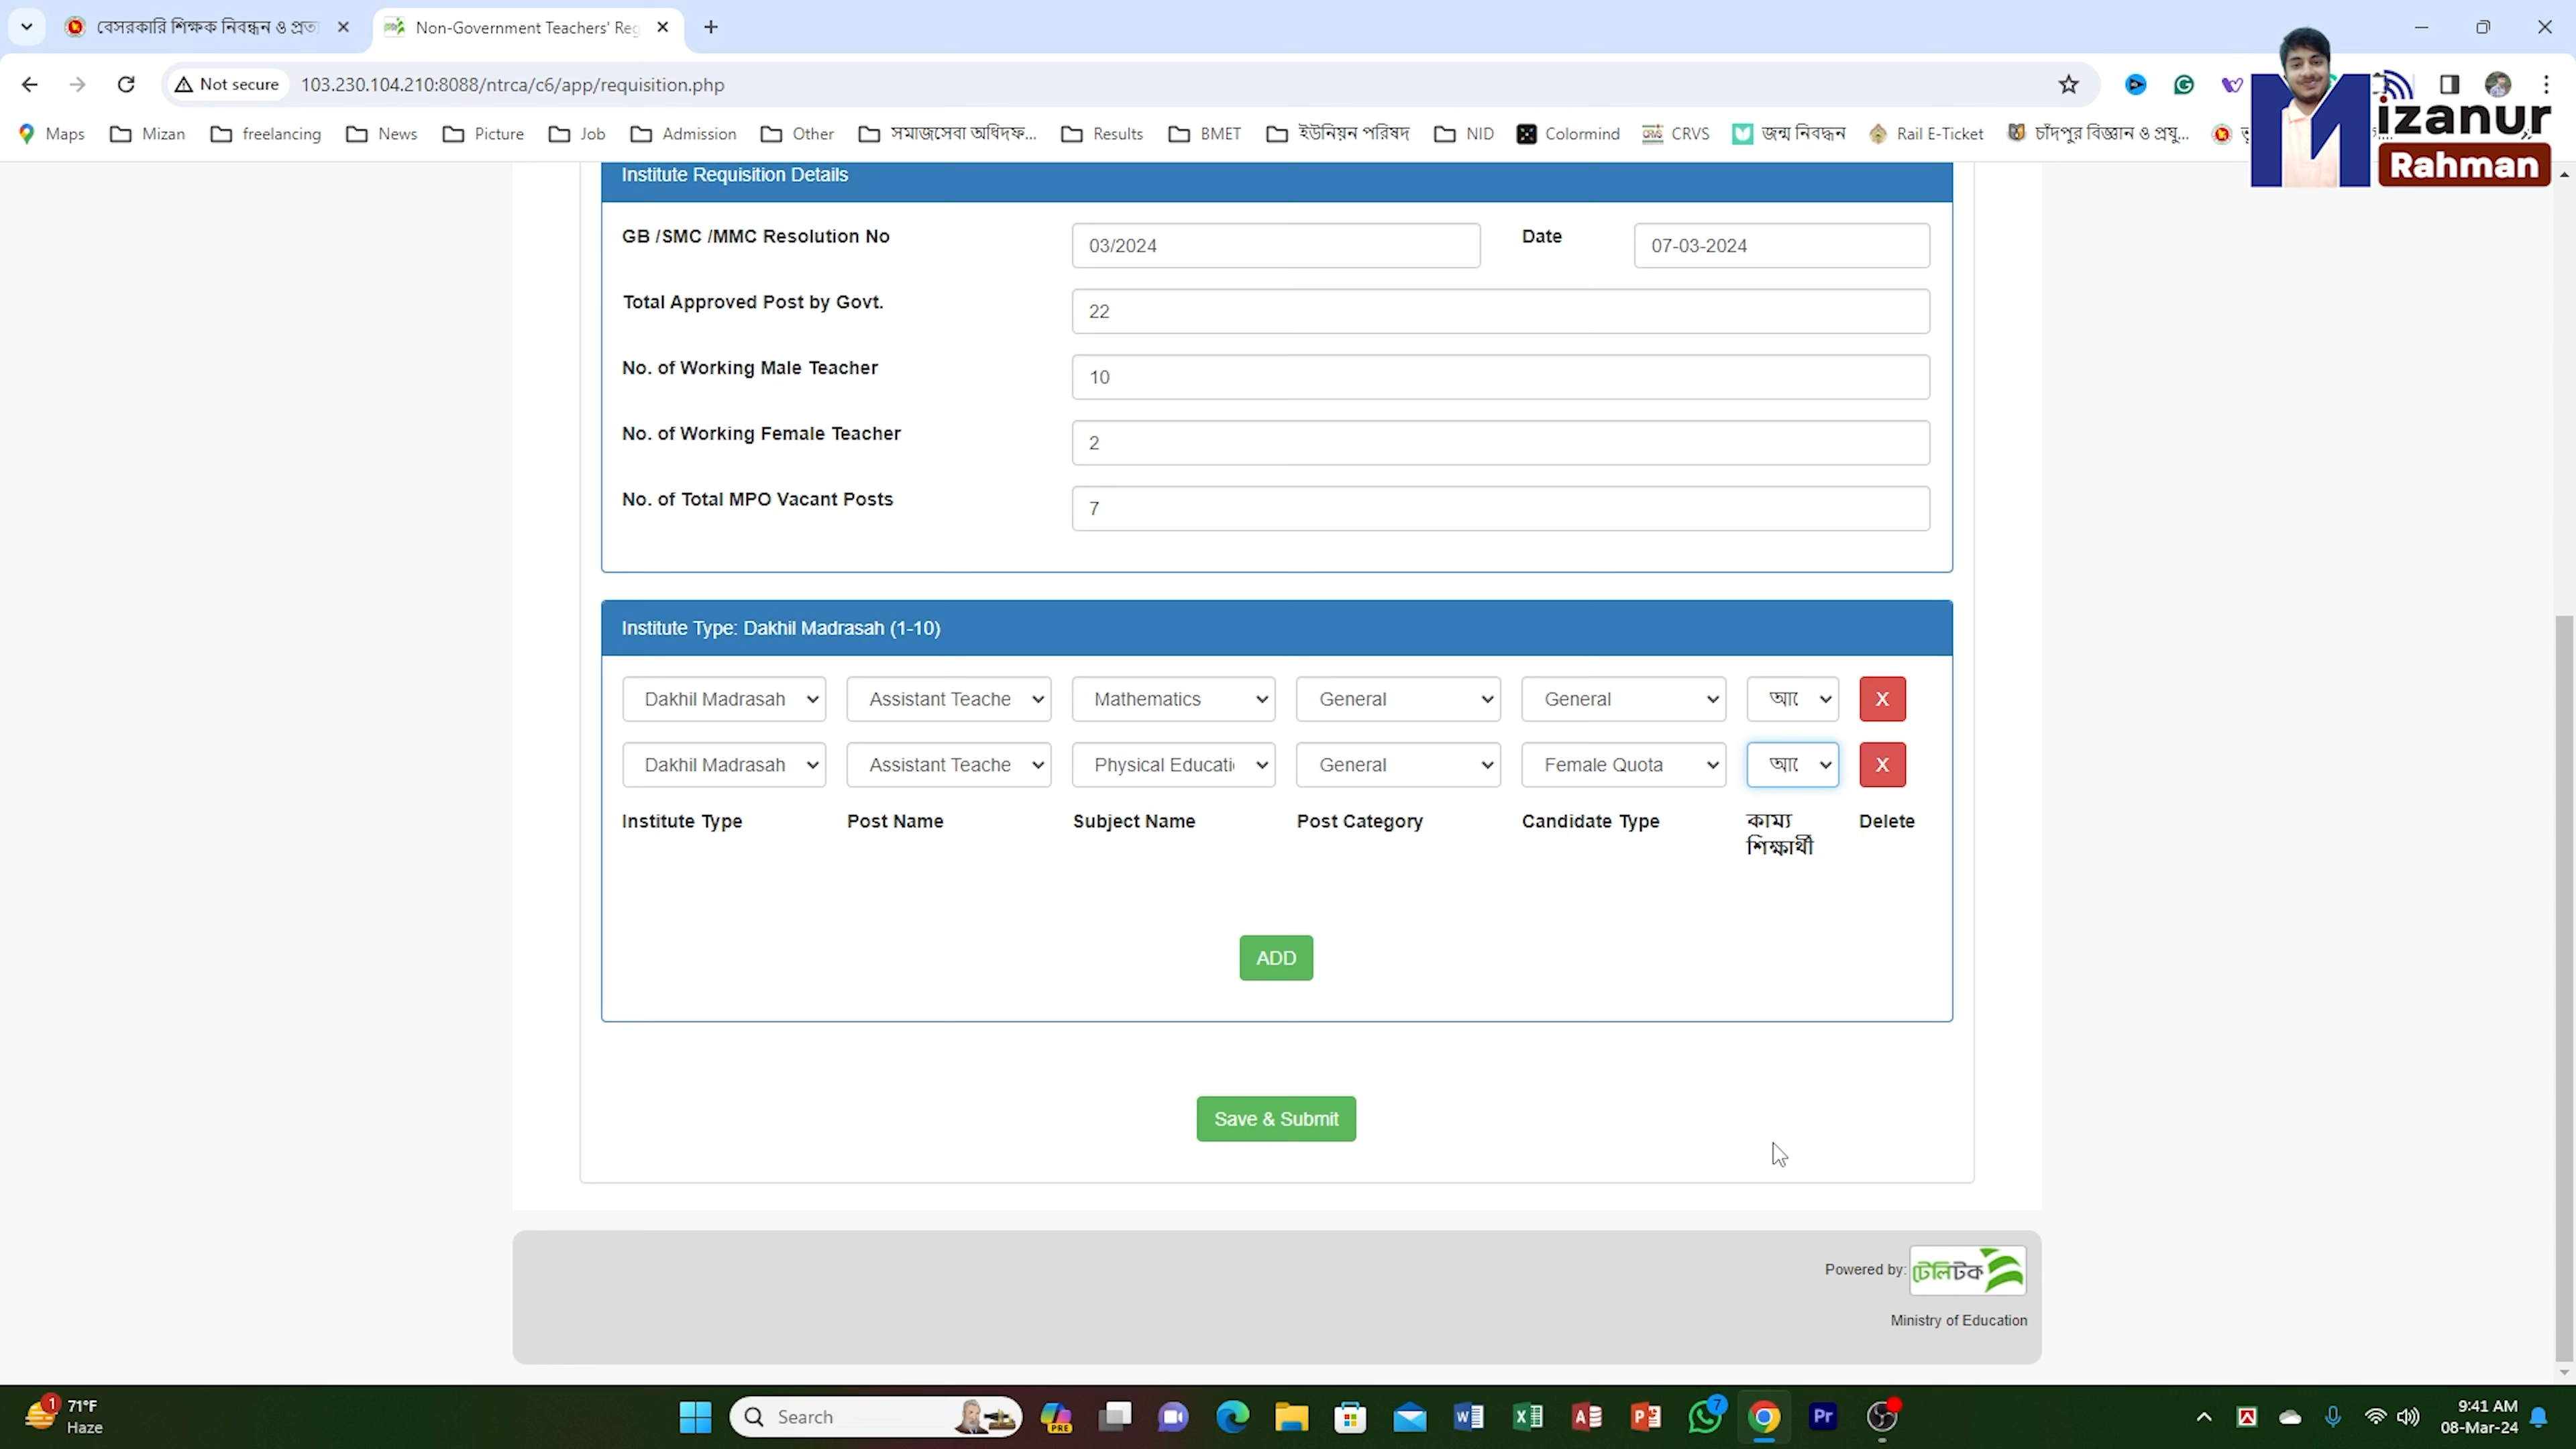 বেসরকারি শিক্ষক নিবন্ধন ও প্রত্য
Non-Government Teachers' Reg
Not secure
103.230.104.210:8088/ntrca/c6/app/requisition.php
Maps Mizan freelancing News Picture Job Admission Other সমাজসেবা অধিদফ... Results BMET ইউনিয়ন পরিষদ NID Colormind CRVS জন্ম নিবন্ধন Rail E-Ticket চাঁদপুর বিজ্ঞান ও প্রযু...
Mizanur
Rahman
Institute Requisition Details
GB /SMC /MMC Resolution No 03/2024 Date 07-03-2024
Total Approved Post by Govt. 22
No. of Working Male Teacher 10
No. of Working Female Teacher 2
No. of Total MPO Vacant Posts 7
Institute Type: Dakhil Madrasah (1-10)
Dakhil Madrasah Assistant Teache Mathematics General General X
Dakhil Madrasah Assistant Teache Physical Educati General Female Quota X
Institute Type Post Name Subject Name Post Category Candidate Type কাম্য শিক্ষার্থী Delete
ADD
Save & Submit
Powered by: টেলিটক
Ministry of Education
1 71°F
Haze
Search
PRE
7
Pr
9:41 AM
08-Mar-24